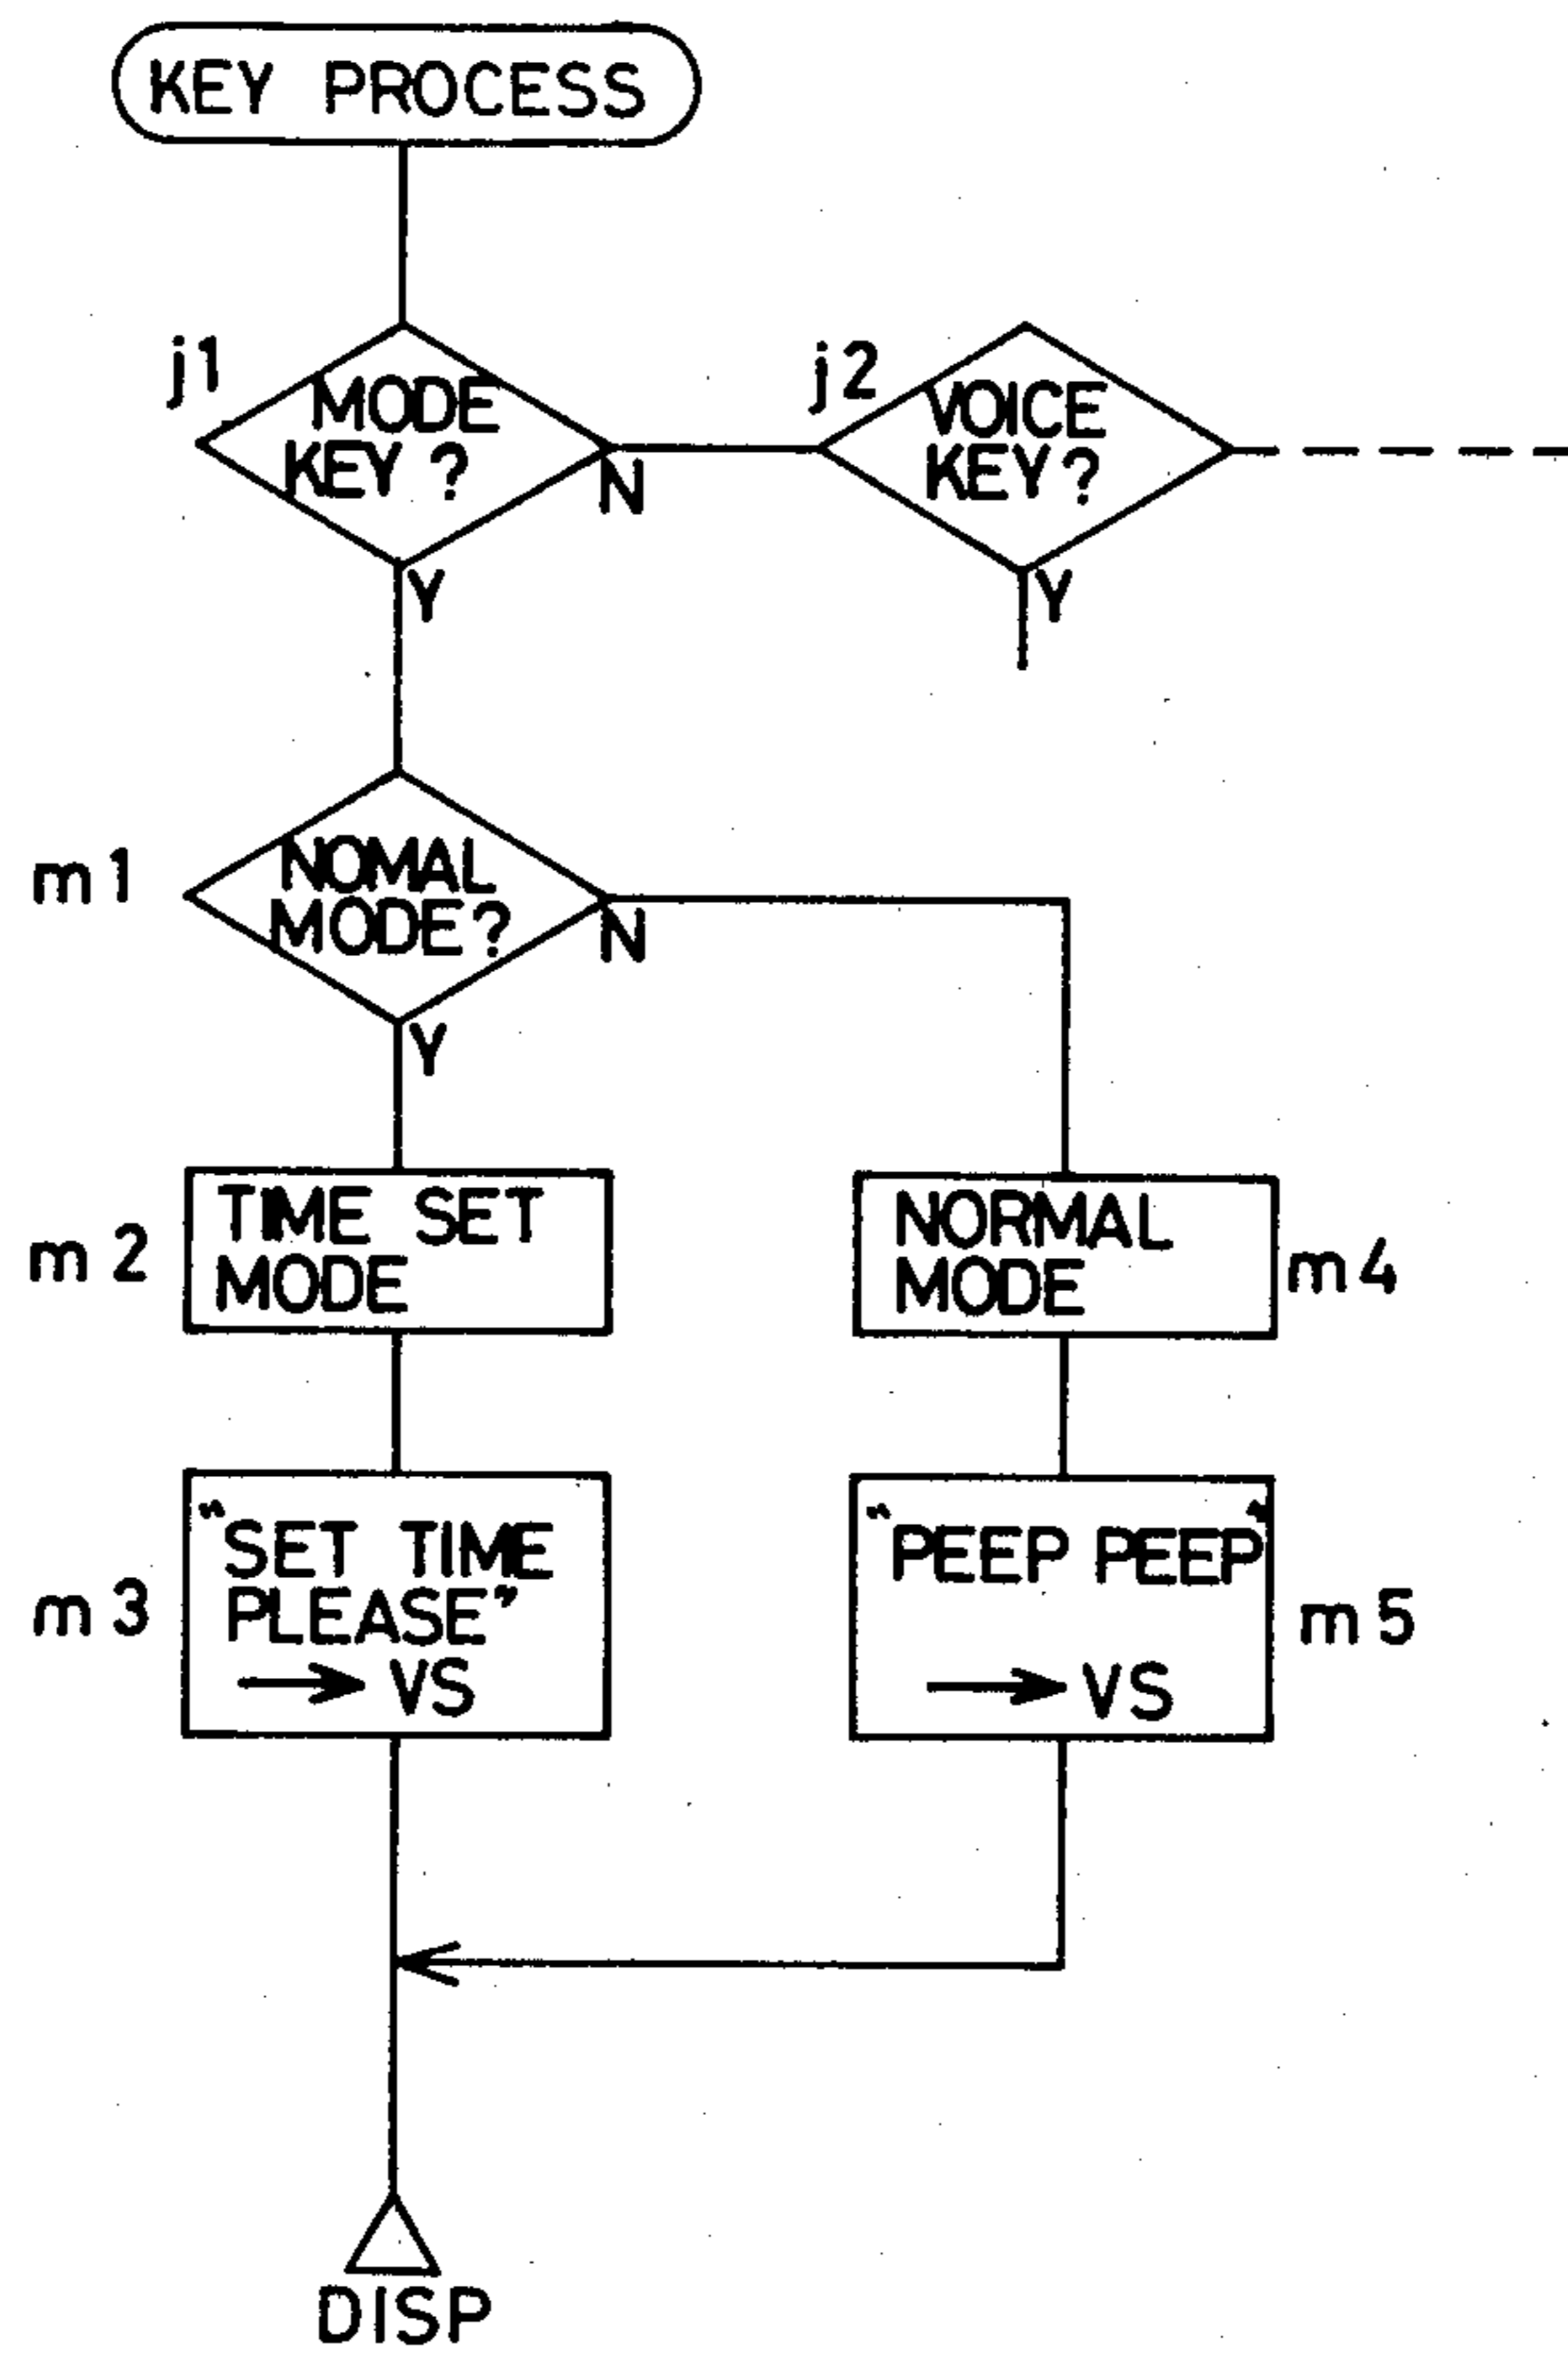 KEY PROCESS
j1
MODE
KEY?
N
Y
j2
VOICE
KEY?
Y
m1
NOMAL
MODE?
N
Y
m2
TIME SET
MODE
NORMAL
MODE
m4
m3
"SET TIME
PLEASE"
→ VS
"PEEP PEEP"
→ VS
m5
DISP